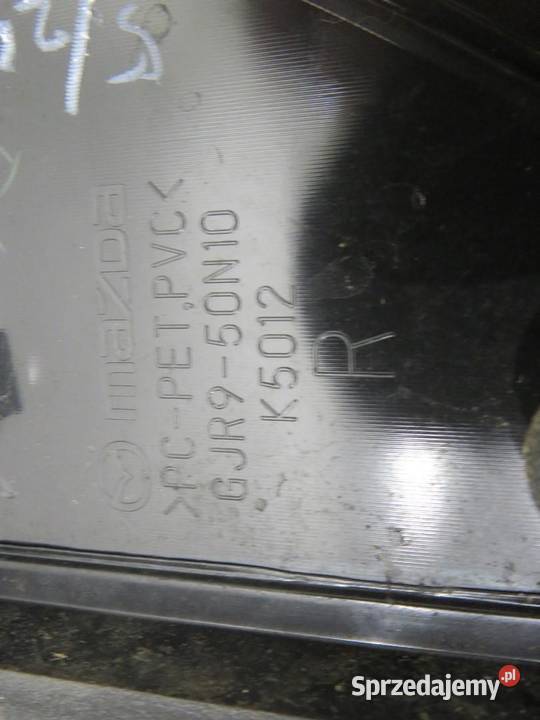 mazda
>PC-PET,PVC<
GJR9-50N10
K5012
R
Sprzedajemy.pl